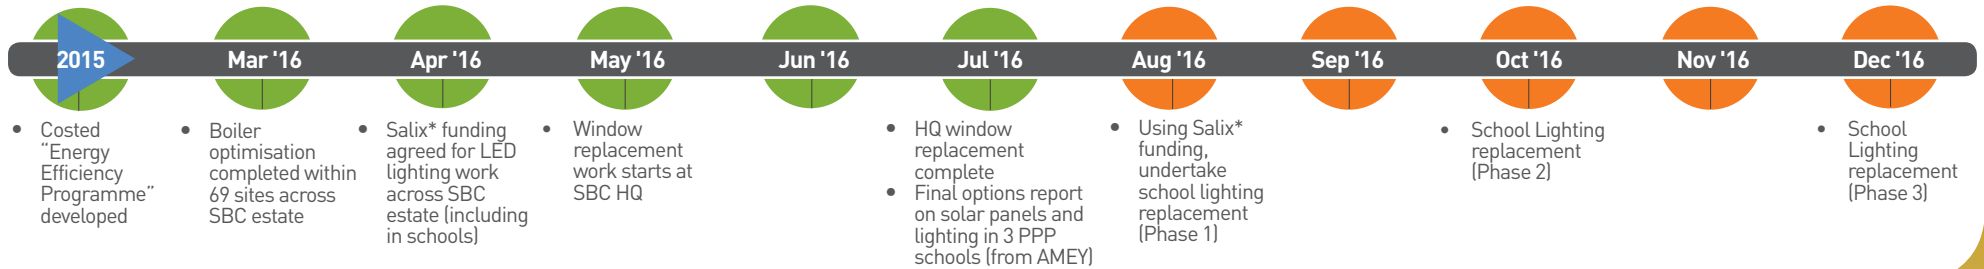 2015
Mar '16
Apr '16
May '16
Jun '16
Jul '16
Aug '16
Sep '16
Oct '16
Nov '16
Dec '16
• Costed
“Energy
Efficiency
Programme”
developed
• Boiler
optimisation
completed within
69 sites across
SBC estate
• Salix* funding
agreed for LED
lighting work
across SBC
estate (including
in schools)
• Window
replacement
work starts at
SBC HQ
• HQ window
replacement
complete
• Final options report
on solar panels and
lighting in 3 PPP
schools (from AMEY)
• Using Salix*
funding,
undertake
school lighting
replacement
(Phase 1)
• School Lighting
replacement
(Phase 2)
• School
Lighting
replacement
(Phase 3)